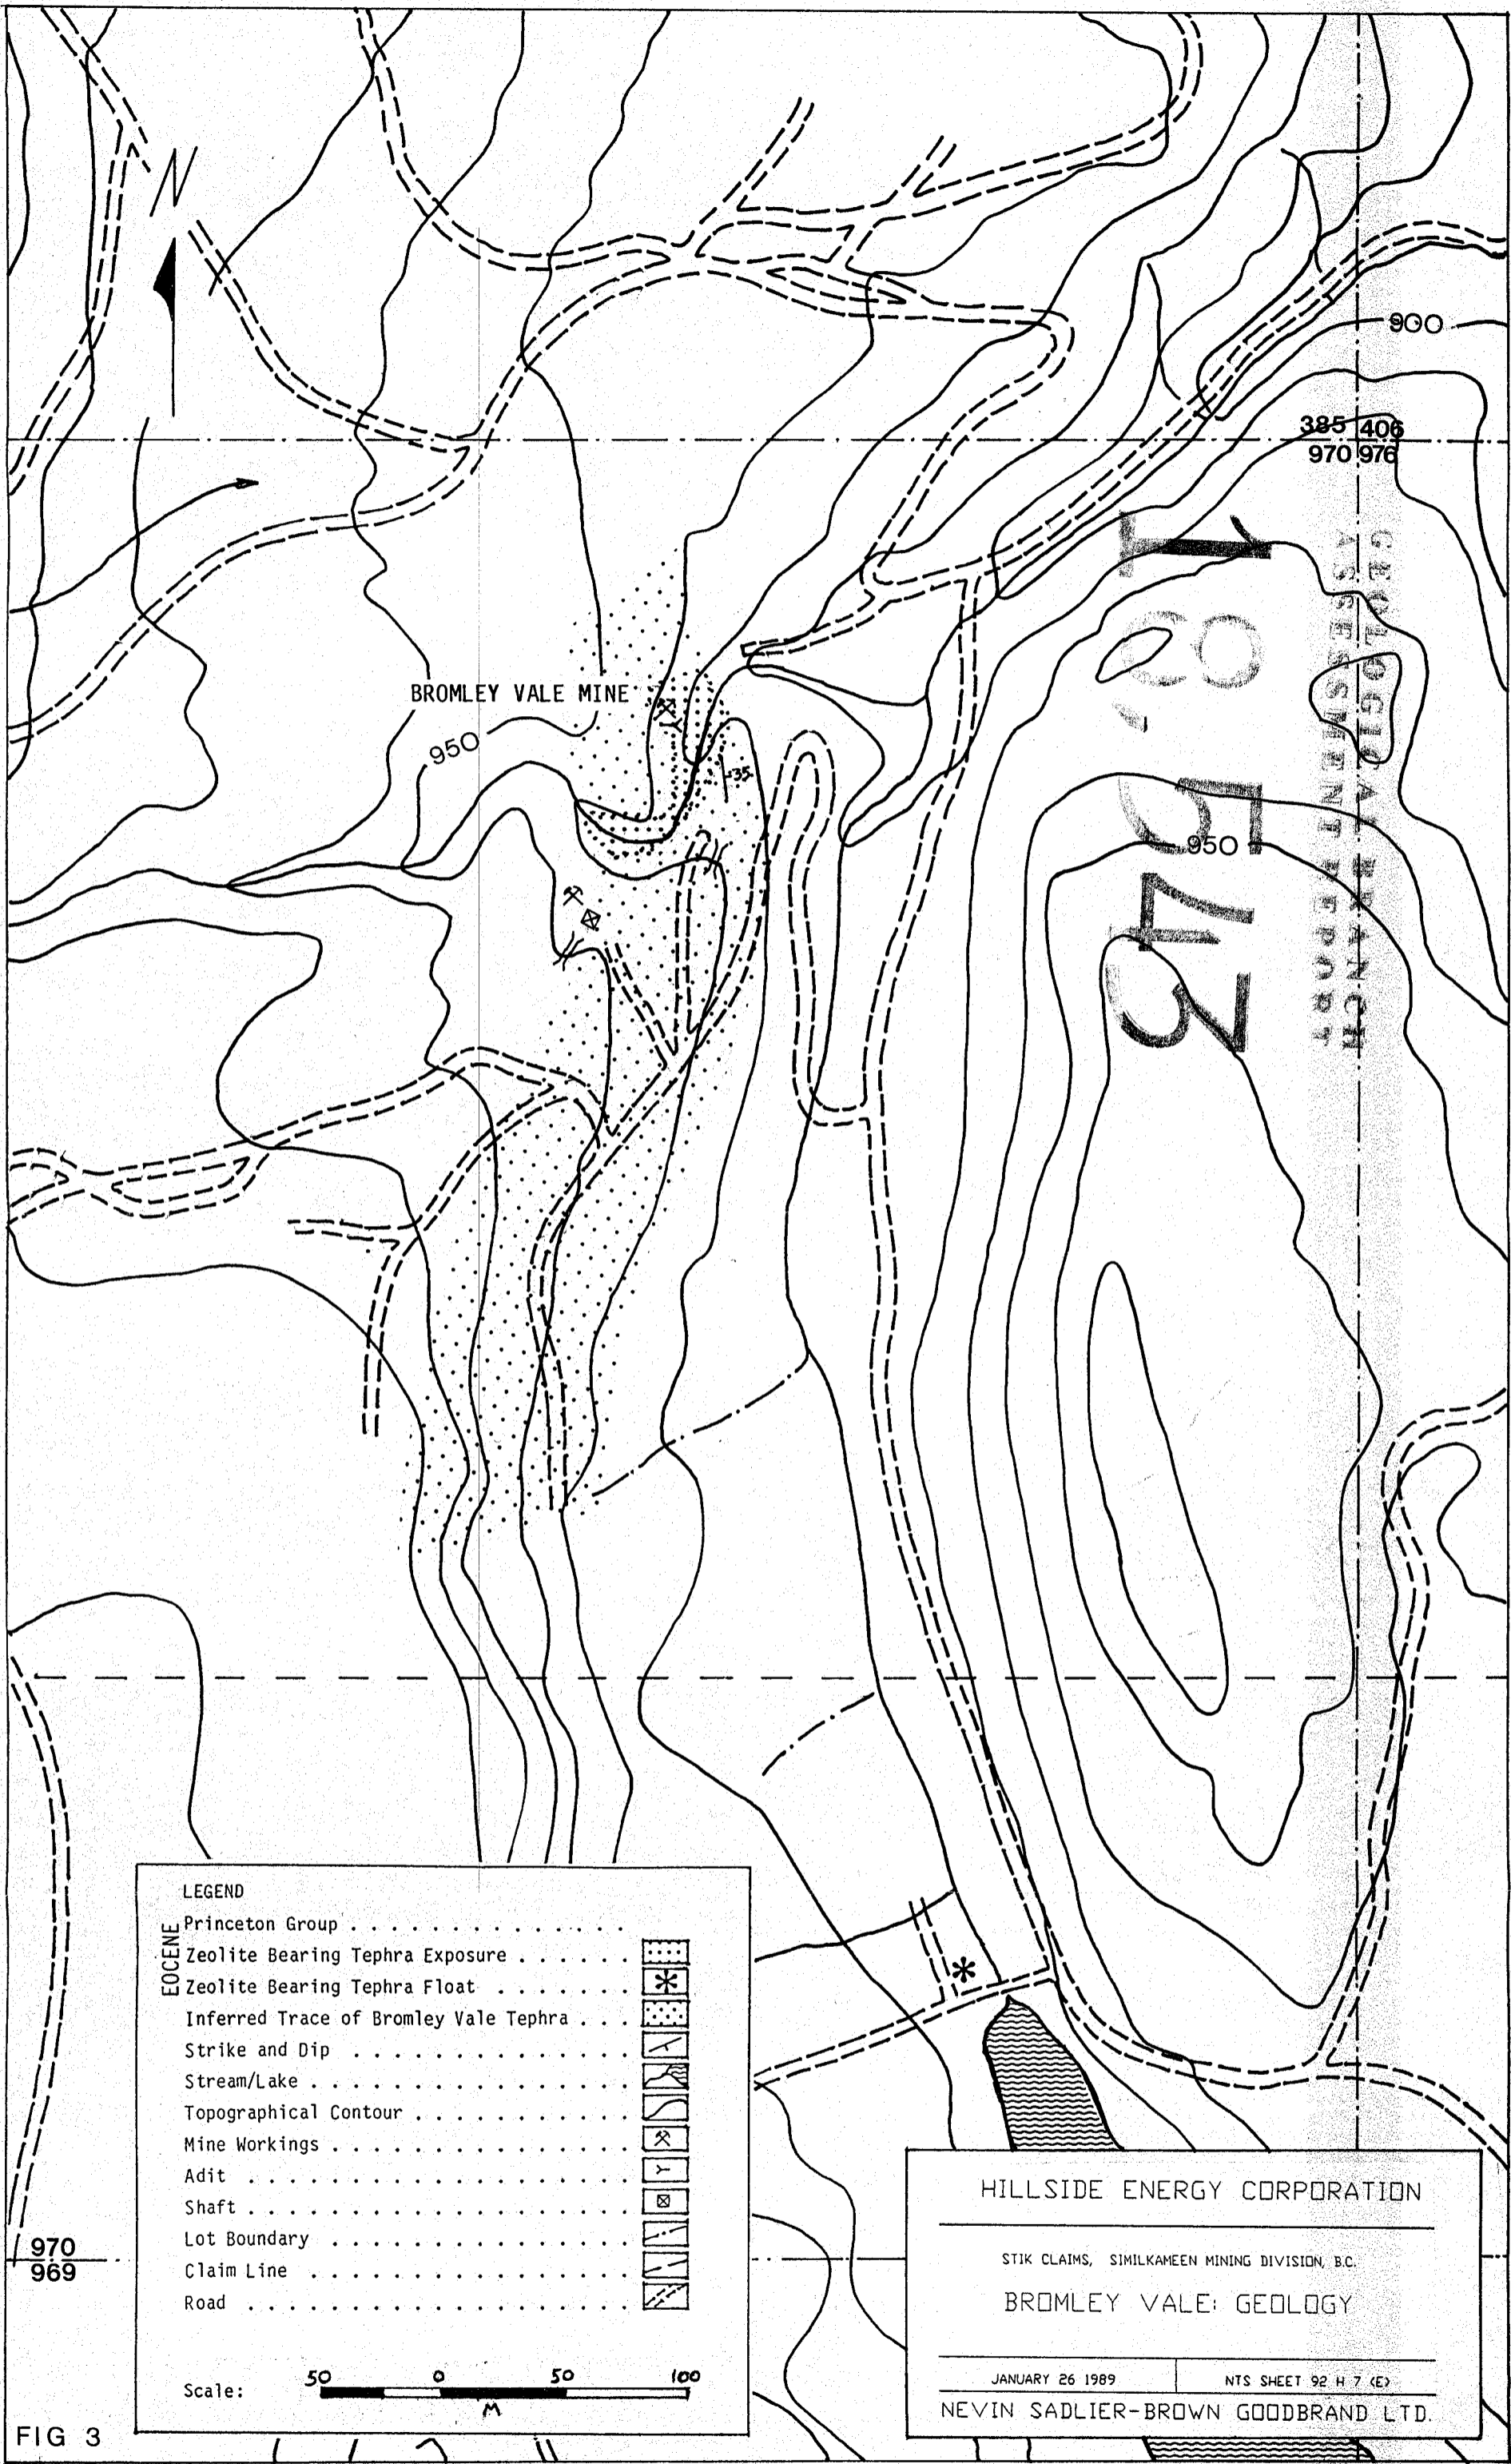 N
900
385 406
970 976
GEOLOGICAL BRANCH
ASSESSMENT REPORT
18,543
BROMLEY VALE MINE
950
35
950
LEGEND
EOCENE
Princeton Group . . . . . . . . . . . . . .
Zeolite Bearing Tephra Exposure . . . . . .
Zeolite Bearing Tephra Float . . . . . . .
Inferred Trace of Bromley Vale Tephra . . .
Strike and Dip . . . . . . . . . . . . . .
Stream/Lake . . . . . . . . . . . . . . . .
Topographical Contour . . . . . . . . . . .
Mine Workings . . . . . . . . . . . . . . .
Adit . . . . . . . . . . . . . . . . . . .
Shaft . . . . . . . . . . . . . . . . . . .
Lot Boundary . . . . . . . . . . . . . . .
Claim Line . . . . . . . . . . . . . . . .
Road . . . . . . . . . . . . . . . . . . .
970
969
Scale: 50 0 50 100
M
FIG 3
HILLSIDE ENERGY CORPORATION
STIK CLAIMS, SIMILKAMEEN MINING DIVISION, B.C.
BROMLEY VALE: GEOLOGY
JANUARY 26 1989 NTS SHEET 92 H 7 (E)
NEVIN SADLIER-BROWN GOODBRAND LTD.